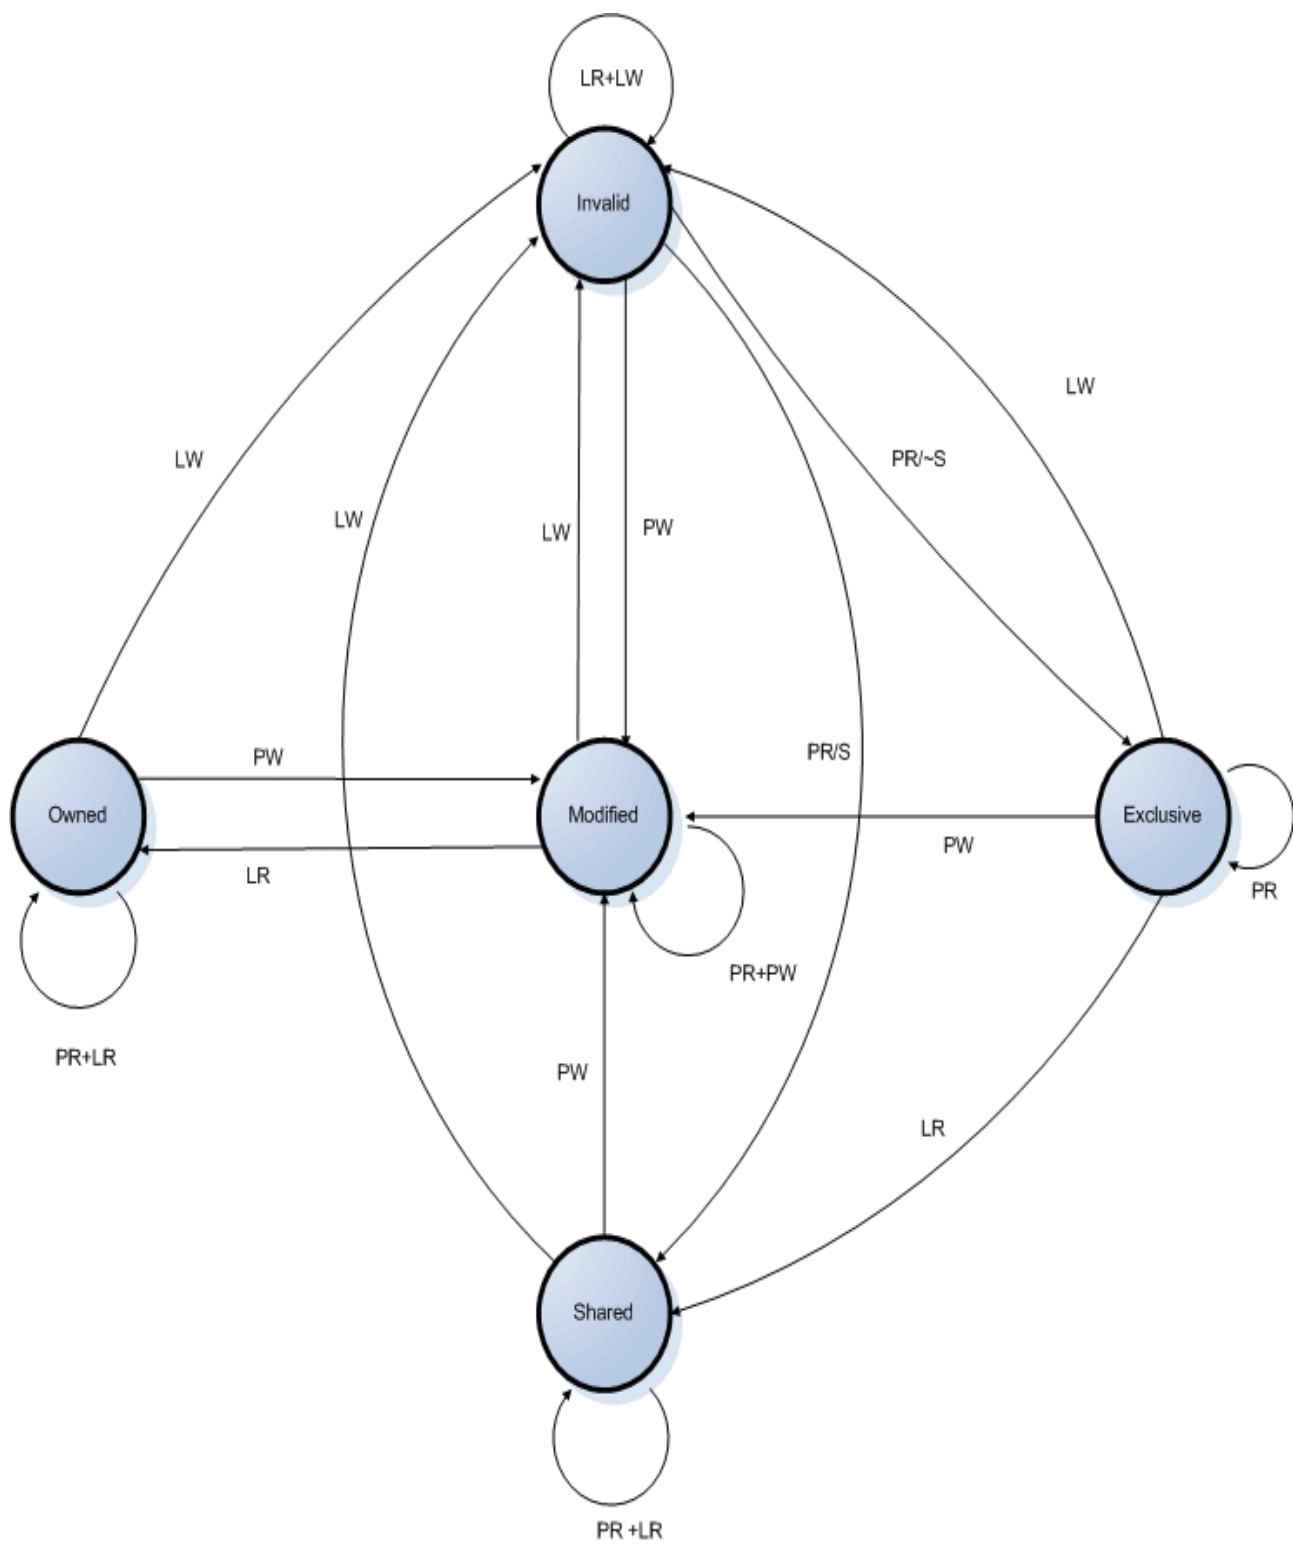 LR+LW
Invalid
LW
PR/~S
LW
LW
LW
PW
PR/S
PW
Owned
Modified
Exclusive
PW
LR
PR
PR+PW
PR+LR
PW
LR
Shared
PR +LR